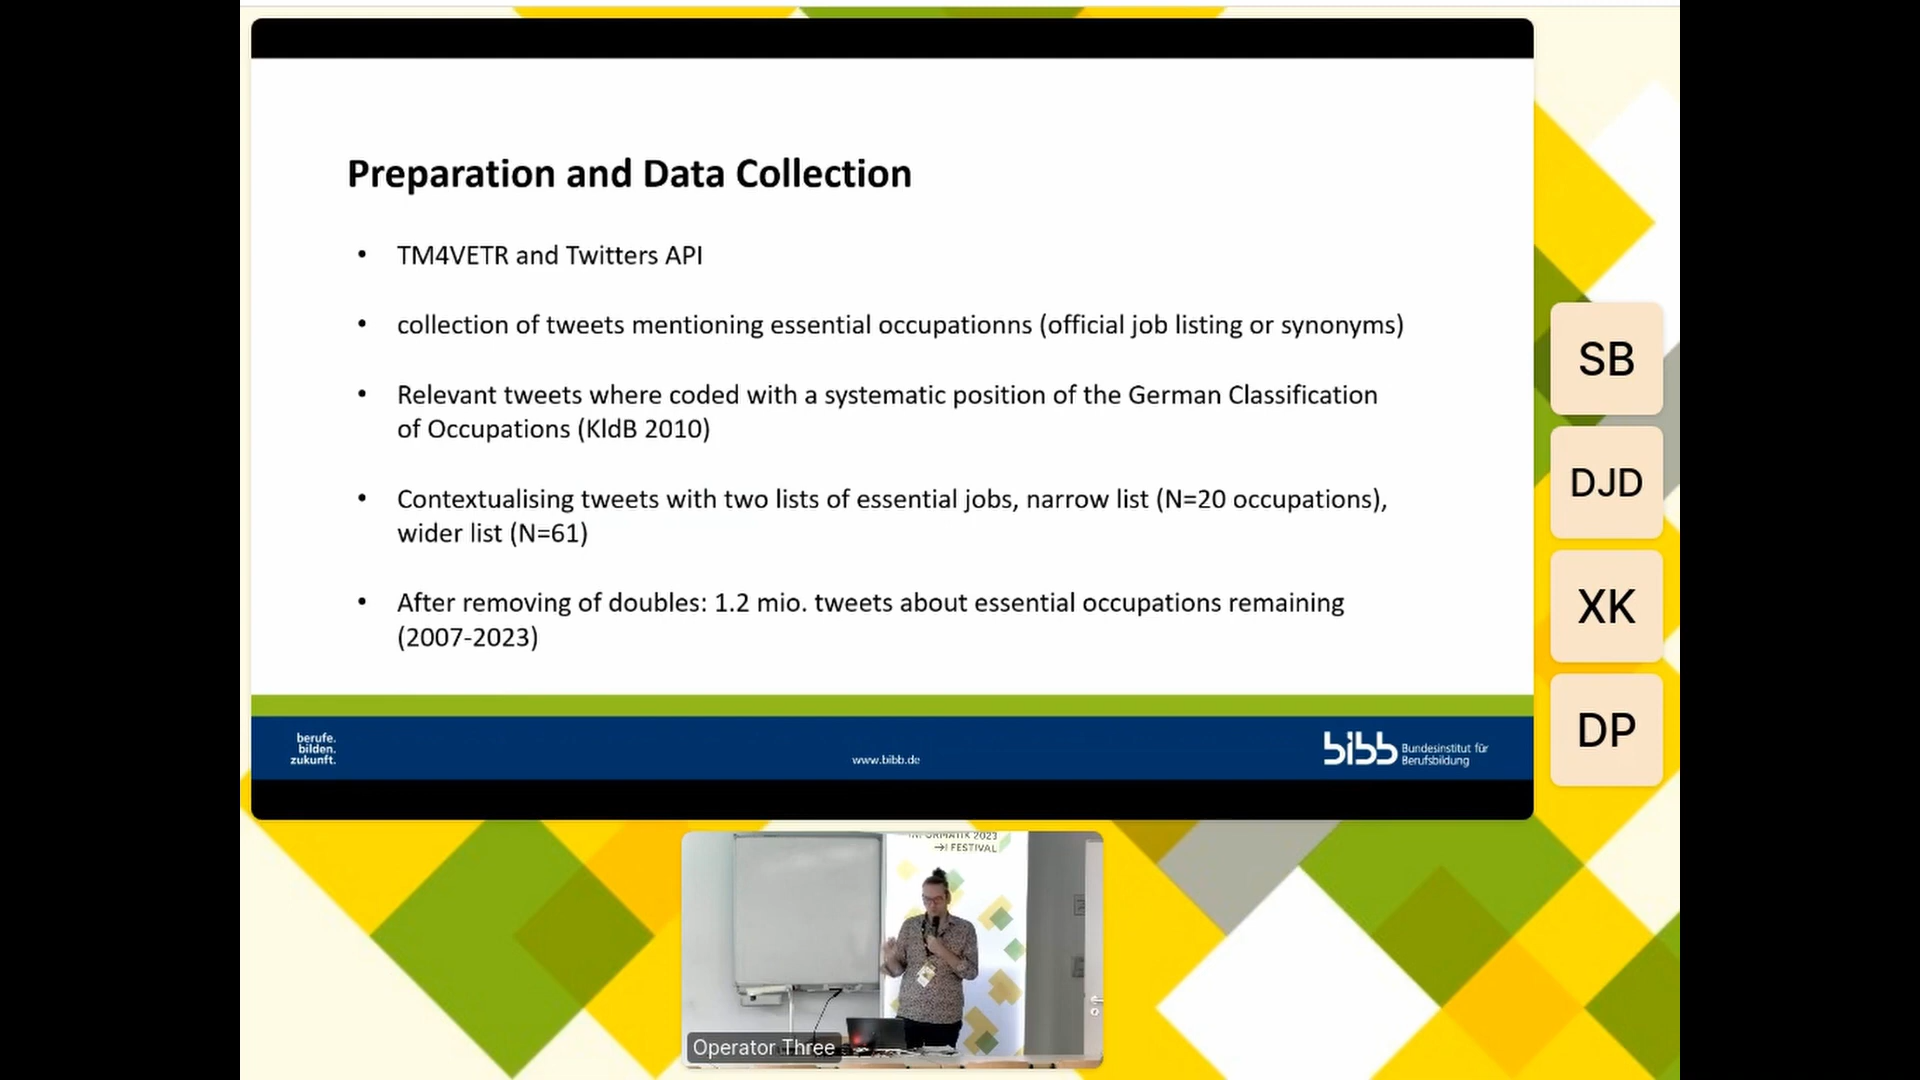 Preparation and Data Collection
• TM4VETR and Twitters API
• collection of tweets mentioning essential occupationns (official job listing or synonyms)
• Relevant tweets where coded with a systematic position of the German Classification
of Occupations (KldB 2010)
• Contextualising tweets with two lists of essential jobs, narrow list (N=20 occupations),
wider list (N=61)
• After removing of doubles: 1.2 mio. tweets about essential occupations remaining
(2007-2023)
berufe.
bilden.
zukunft.
www.bibb.de
bibb Bundesinstitut für
Berufsbildung
SB
DJD
XK
DP
INFORMATIK 2023
FESTIVAL
Operator Three